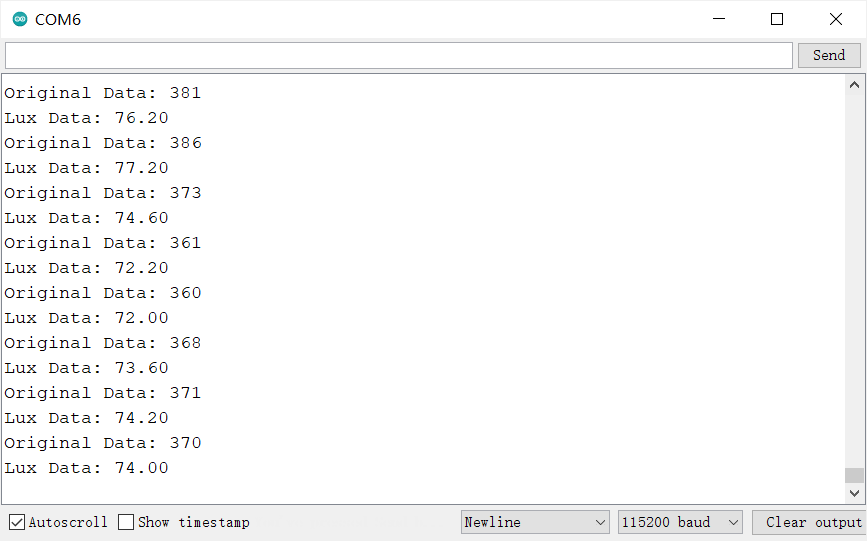 COM6
Send
Original Data: 381
Lux Data: 76.20
Original Data: 386
Lux Data: 77.20
Original Data: 373
Lux Data: 74.60
Original Data: 361
Lux Data: 72.20
Original Data: 360
Lux Data: 72.00
Original Data: 368
Lux Data: 73.60
Original Data: 371
Lux Data: 74.20
Original Data: 370
Lux Data: 74.00
Autoscroll Show timestamp Newline 115200 baud Clear output